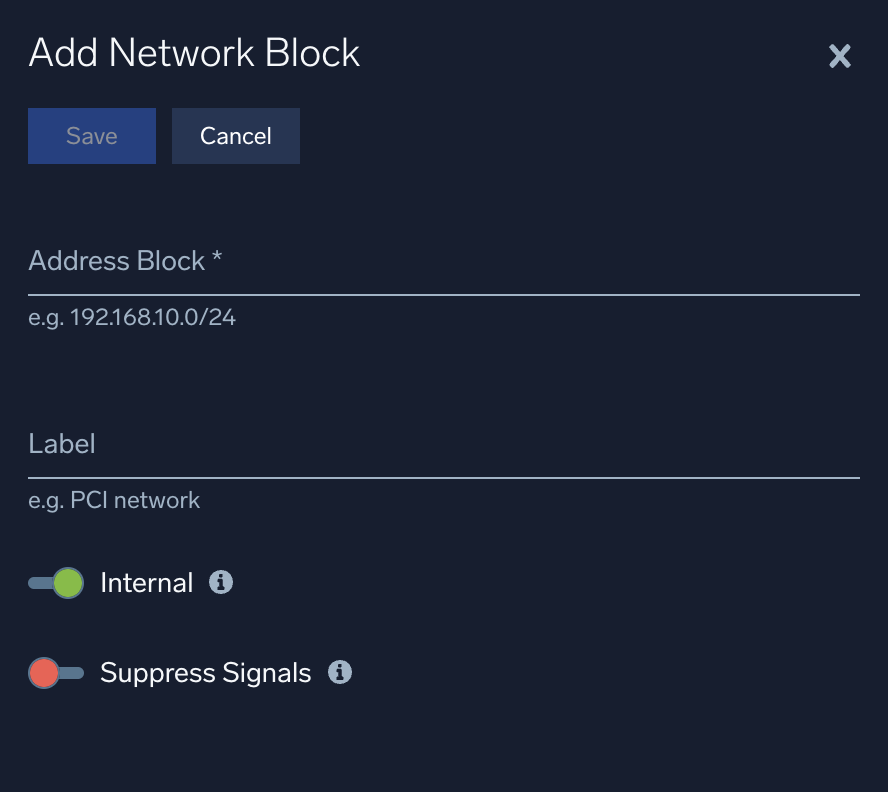 Add Network Block
Save Cancel
Address Block *
e.g. 192.168.10.0/24
Label
e.g. PCI network
Internal
Suppress Signals